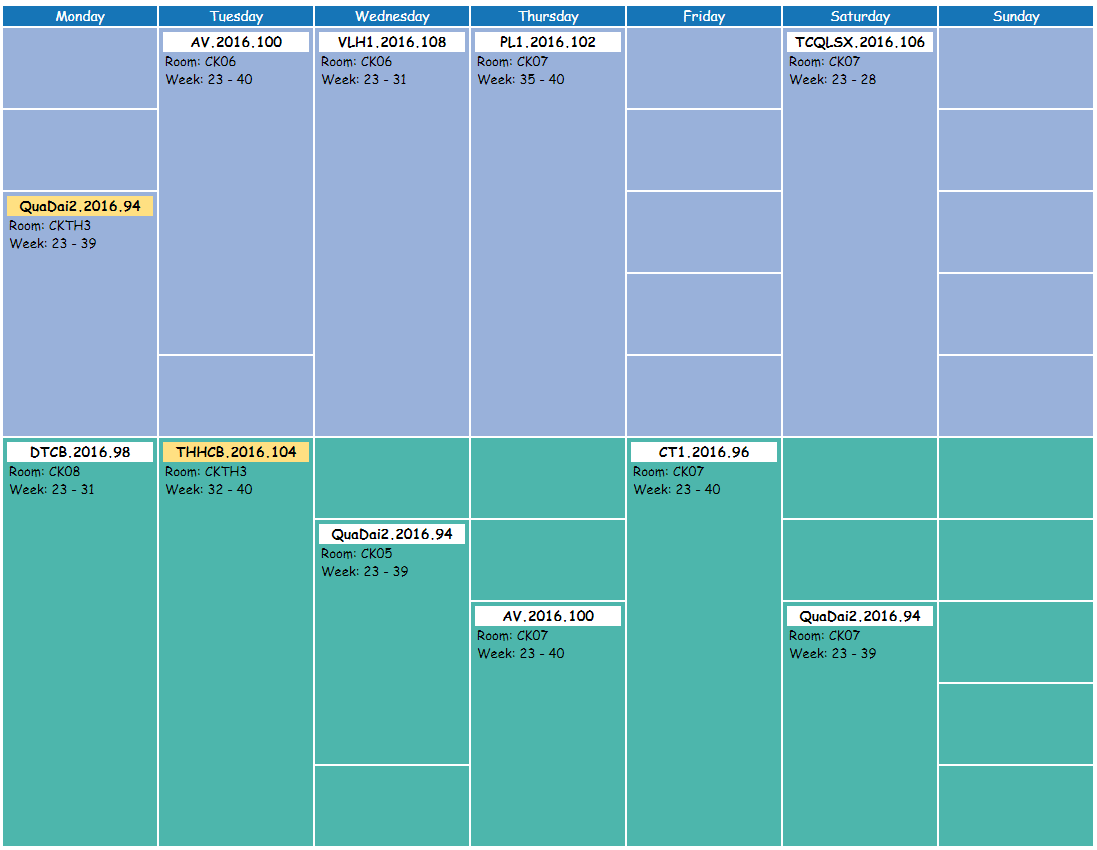 Monday Tuesday Wednesday Thursday Friday Saturday Sunday
AV.2016.100 VLH1.2016.108 PL1.2016.102 TCQLSX.2016.106
Room: CK06 Room: CK06 Room: CK07 Room: CK07
Week: 23 - 40 Week: 23 - 31 Week: 35 - 40 Week: 23 - 28
QuaDai2.2016.94
Room: CKTH3
Week: 23 - 39
DTCB.2016.98 THHCB.2016.104 CT1.2016.96
Room: CK08 Room: CKTH3 Room: CK07
Week: 23 - 31 Week: 32 - 40 Week: 23 - 40
QuaDai2.2016.94
Room: CK05
Week: 23 - 39
AV.2016.100 QuaDai2.2016.94
Room: CK07 Room: CK07
Week: 23 - 40 Week: 23 - 39